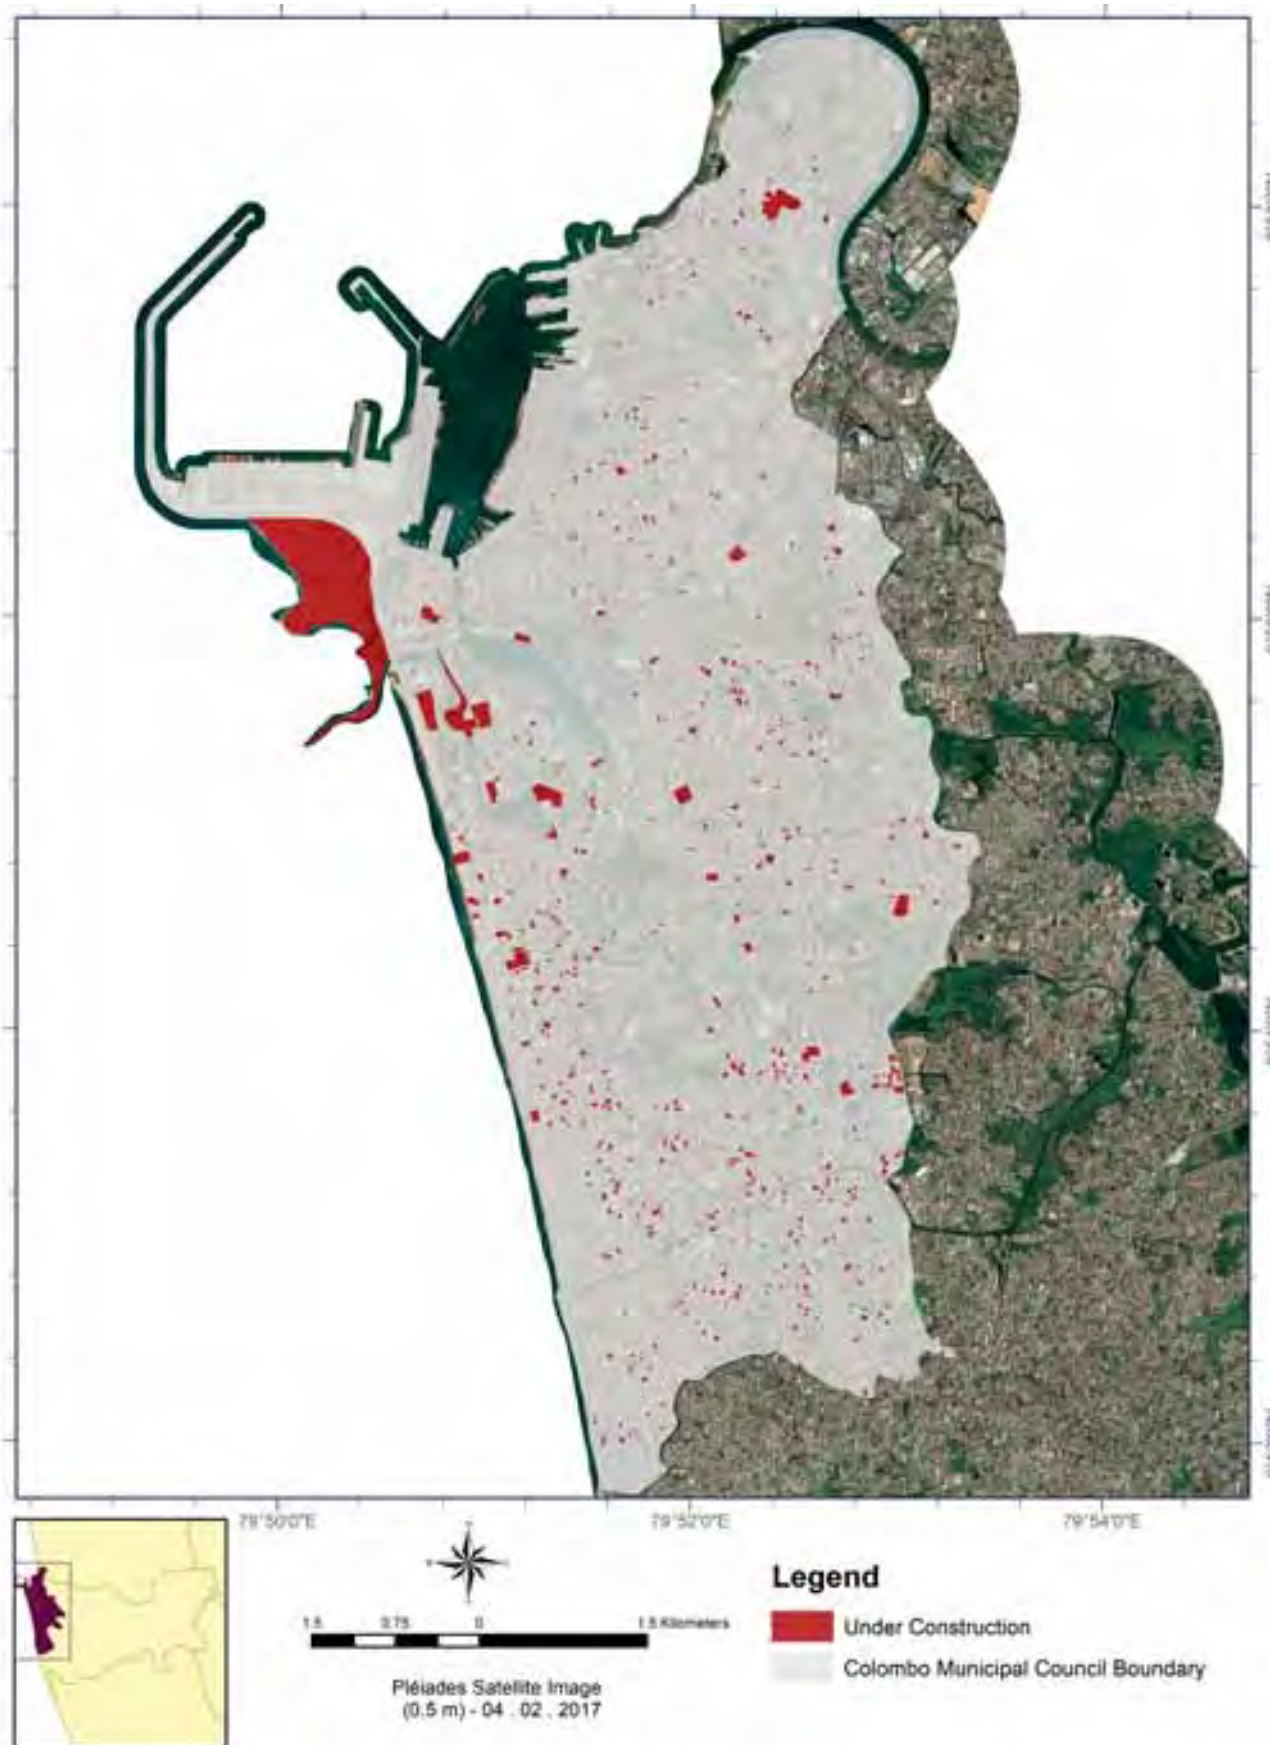 79°50'0"E
79°52'0"E
79°54'0"E
1.5 0.75 0 1.5 Kilometers
Pléiades Satellite Image
(0.5 m) - 04 . 02 . 2017
Legend
Under Construction
Colombo Municipal Council Boundary